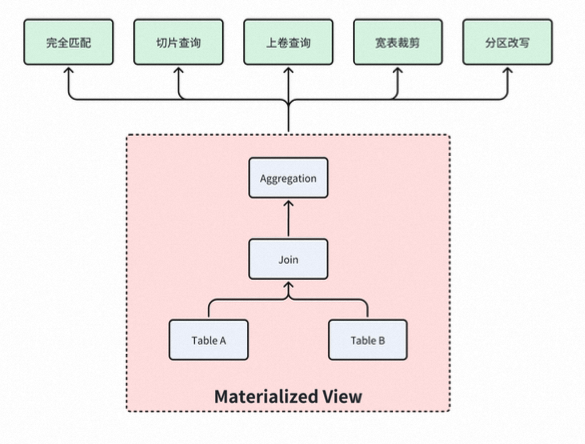 完全匹配
切片查询
上卷查询
宽表裁剪
分区改写
Aggregation
Join
Table A
Table B
Materialized View